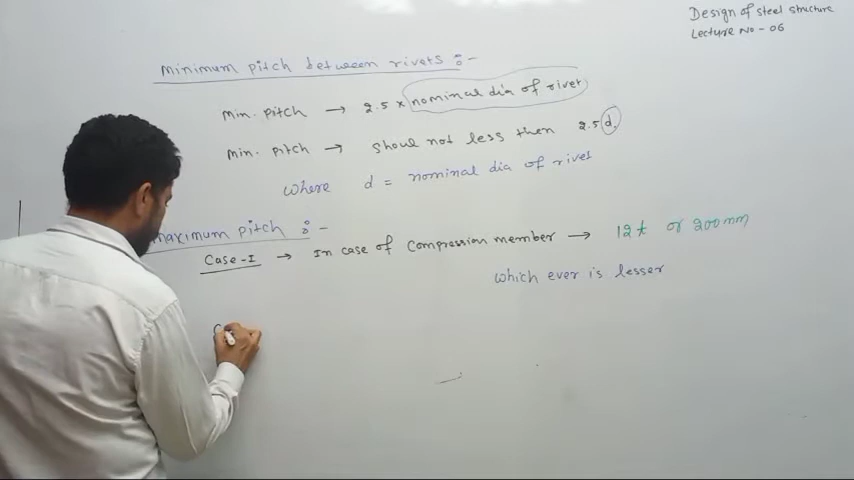 Design of steel structure
Lecture No - 06
minimum pitch between rivets :-
Min. pitch → 2.5 x nominal dia of rivet
Min. pitch → shoul not less then 2.5 d.
where d = nominal dia of rivet
maximum pitch :-
Case-I → In case of Compression member → 12t or 200mm
which ever is lesser
C